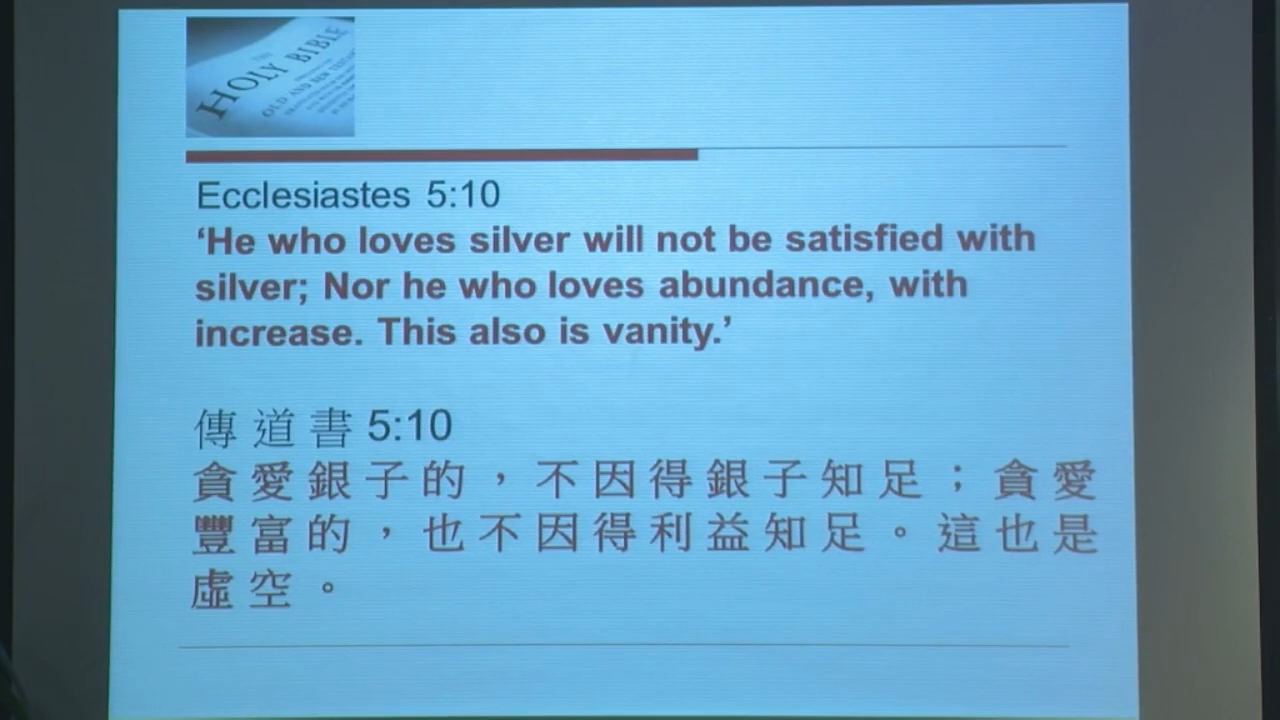 HOLY BIBLE
Ecclesiastes 5:10
‘He who loves silver will not be satisfied with
silver; Nor he who loves abundance, with
increase. This also is vanity.’
傳道書 5:10
貪愛銀子的，不因得銀子知足；貪愛
豐富的，也不因得利益知足。這也是
虛空。